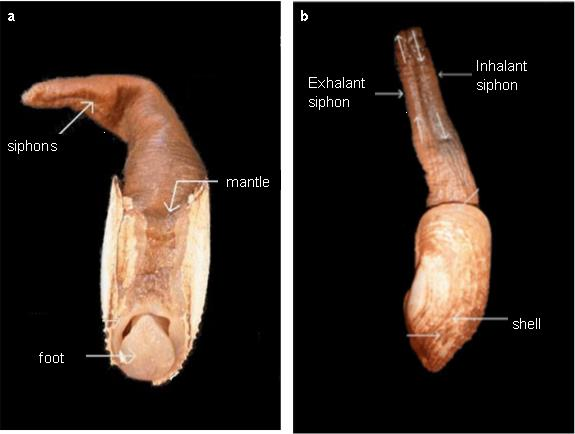 a
siphons
mantle
foot
b
Inhalant
siphon
Exhalant
siphon
shell